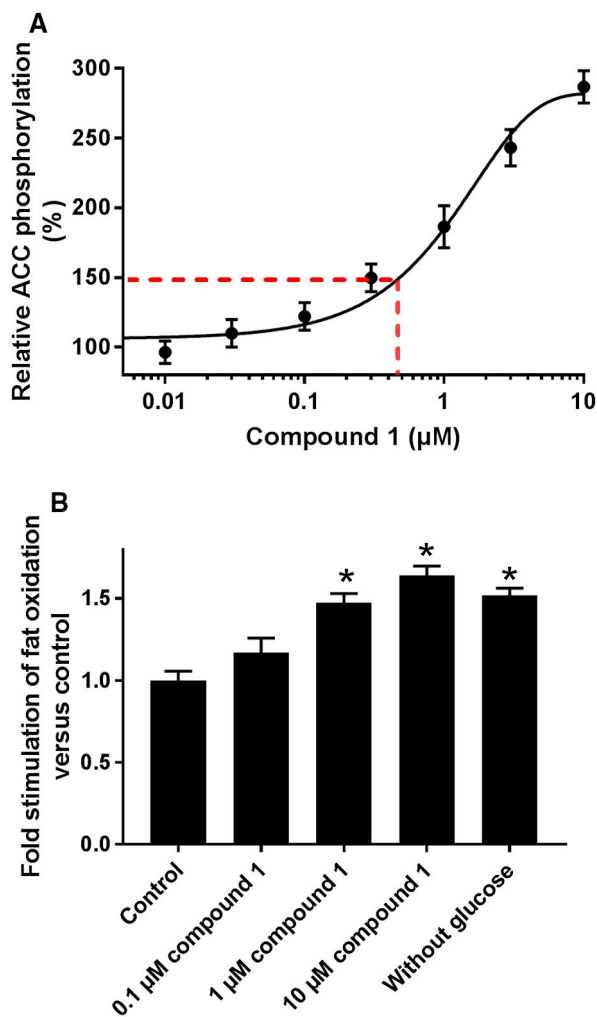 A
Relative ACC phosphorylation
(%)
300
250
200
150
100
0.01
0.1
1
10
Compound 1 (µM)
B
Fold stimulation of fat oxidation
versus control
1.5
1.0
0.5
0.0
*
*
*
Control
0.1 µM compound 1
1 µM compound 1
10 µM compound 1
Without glucose